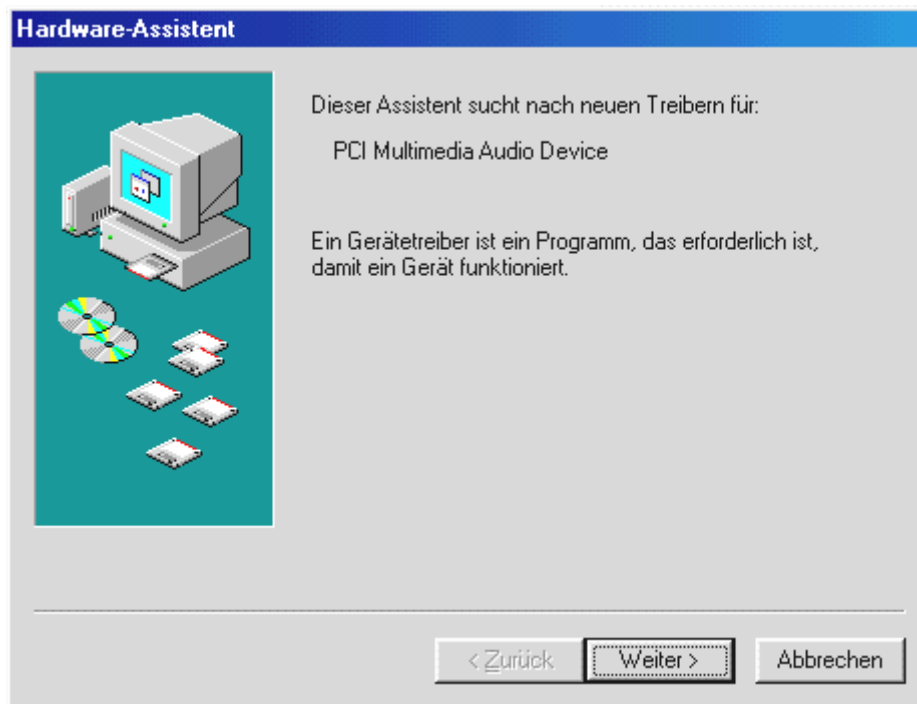 Hardware-Assistent
Dieser Assistent sucht nach neuen Treibern für:
PCI Multimedia Audio Device
Ein Gerätetreiber ist ein Programm, das erforderlich ist,
damit ein Gerät funktioniert.
< Zurück
Weiter >
Abbrechen